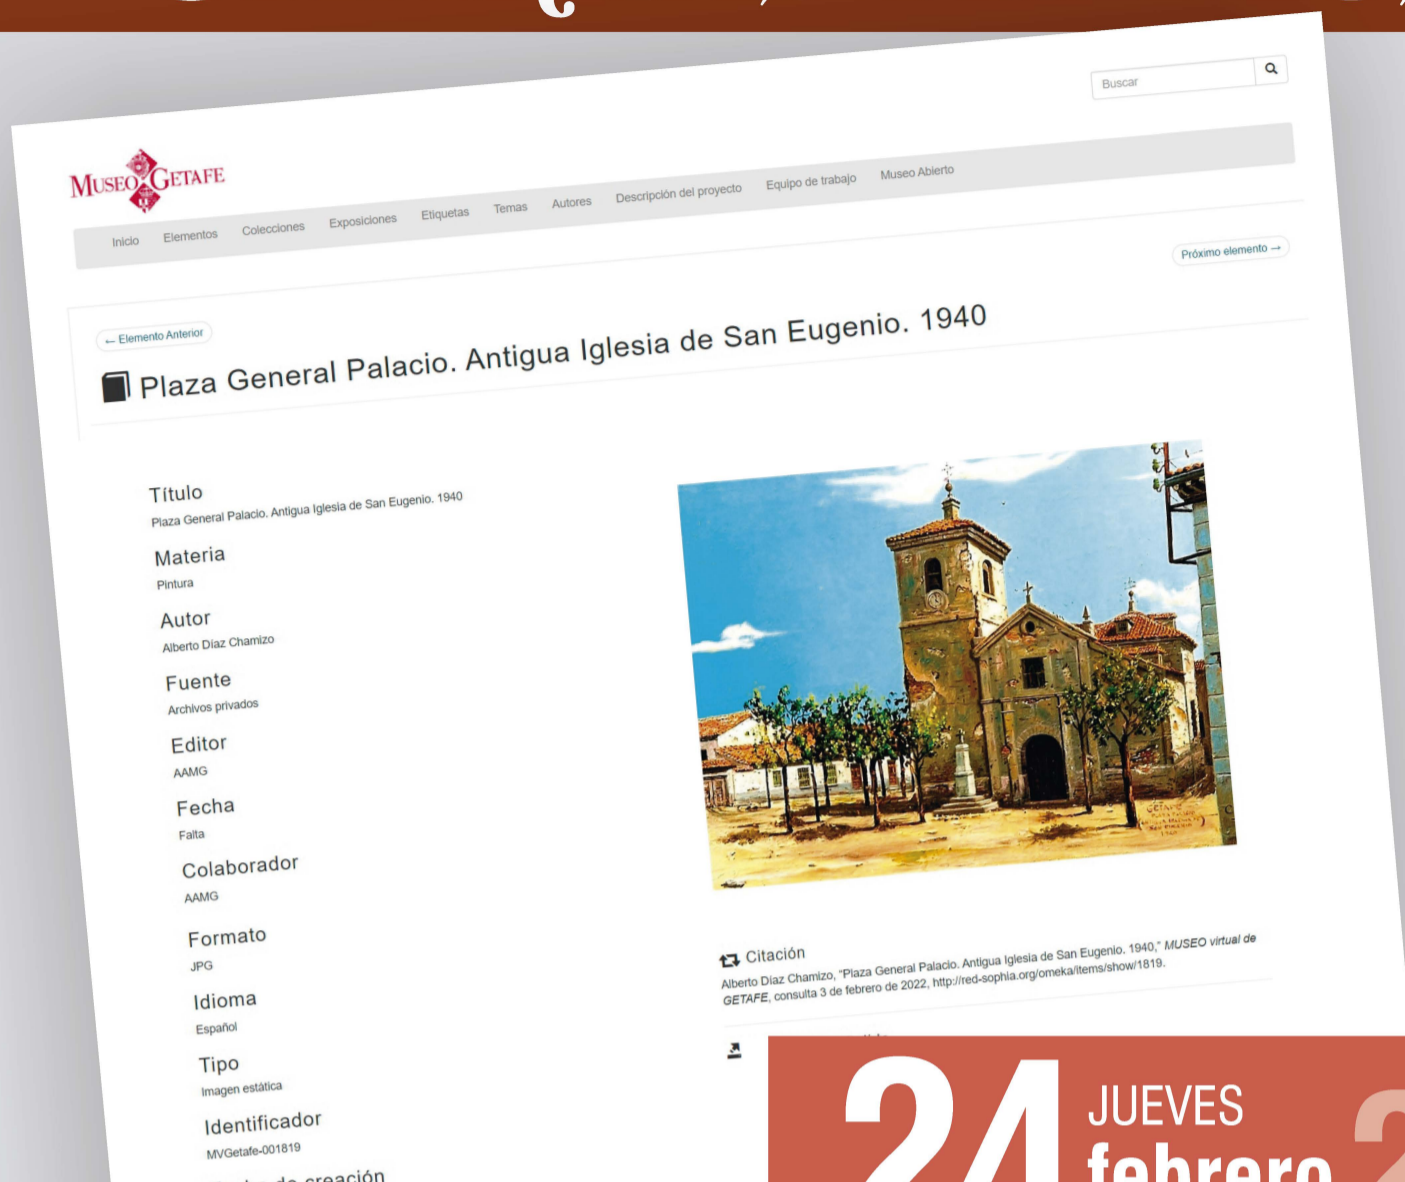 Buscar
MUSEO GETAFE
Inicio Elementos Colecciones Exposiciones Etiquetas Temas Autores Descripción del proyecto Equipo de trabajo Museo Abierto
← Elemento Anterior
Próximo elemento →
Plaza General Palacio. Antigua Iglesia de San Eugenio. 1940
Título
Plaza General Palacio. Antigua Iglesia de San Eugenio. 1940
Materia
Pintura
Autor
Alberto Díaz Chamizo
Fuente
Archivos privados
Editor
AAMG
Fecha
Falta
Colaborador
AAMG
Formato
JPG
Idioma
Español
Tipo
Imagen estática
Identificador
MVGetafe-001819
de creación
GETAFE
1940
Citación
Alberto Díaz Chamizo, "Plaza General Palacio. Antigua Iglesia de San Eugenio. 1940," MUSEO virtual de
GETAFE, consulta 3 de febrero de 2022, http://red-sophia.org/omeka/items/show/1819.
24
JUEVES
febrero